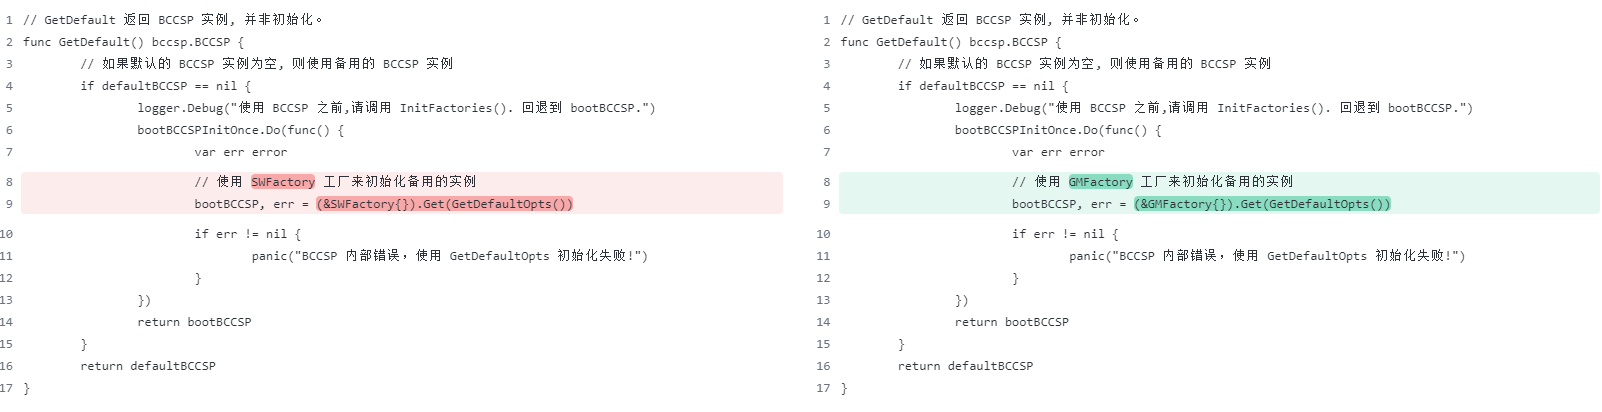 1 // GetDefault 返回 BCCSP 实例, 并非初始化。
2 func GetDefault() bccsp.BCCSP {
3 // 如果默认的 BCCSP 实例为空, 则使用备用的 BCCSP 实例
4 if defaultBCCSP == nil {
5 logger.Debug("使用 BCCSP 之前,请调用 InitFactories(). 回退到 bootBCCSP.")
6 bootBCCSPInitOnce.Do(func() {
7 var err error
8 // 使用 SWFactory 工厂来初始化备用的实例
9 bootBCCSP, err = (&SWFactory{}).Get(GetDefaultOpts())
10 if err != nil {
11 panic("BCCSP 内部错误，使用 GetDefaultOpts 初始化失败!")
12 }
13 })
14 return bootBCCSP
15 }
16 return defaultBCCSP
17 }
1 // GetDefault 返回 BCCSP 实例, 并非初始化。
2 func GetDefault() bccsp.BCCSP {
3 // 如果默认的 BCCSP 实例为空, 则使用备用的 BCCSP 实例
4 if defaultBCCSP == nil {
5 logger.Debug("使用 BCCSP 之前,请调用 InitFactories(). 回退到 bootBCCSP.")
6 bootBCCSPInitOnce.Do(func() {
7 var err error
8 // 使用 GMFactory 工厂来初始化备用的实例
9 bootBCCSP, err = (&GMFactory{}).Get(GetDefaultOpts())
10 if err != nil {
11 panic("BCCSP 内部错误，使用 GetDefaultOpts 初始化失败!")
12 }
13 })
14 return bootBCCSP
15 }
16 return defaultBCCSP
17 }